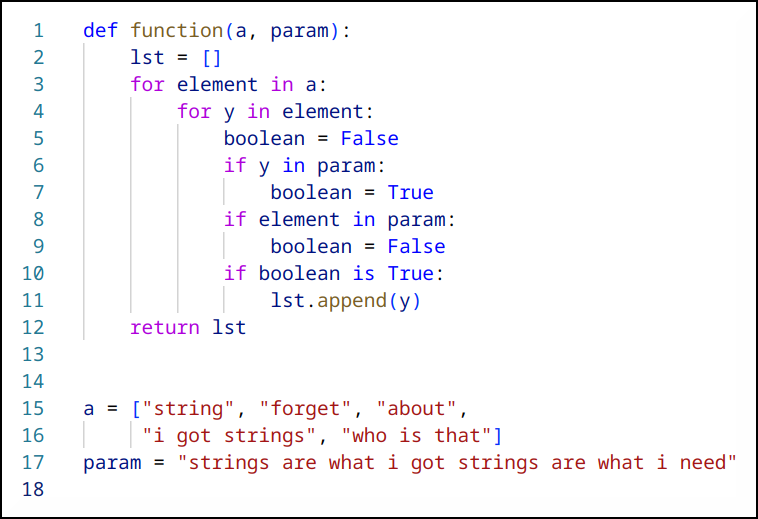 1 def function(a, param):
2     lst = []
3     for element in a:
4         for y in element:
5             boolean = False
6             if y in param:
7                 boolean = True
8             if element in param:
9                 boolean = False
10             if boolean is True:
11                 lst.append(y)
12     return lst
13
14
15 a = ["string", "forget", "about",
16      "i got strings", "who is that"]
17 param = "strings are what i got strings are what i need"
18